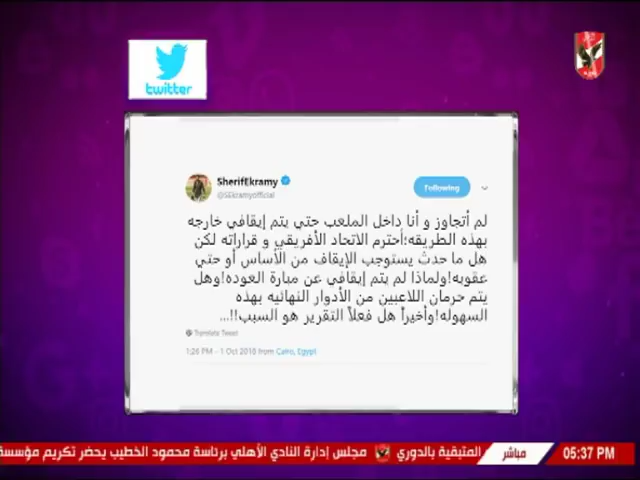 twitter
SherifEkramy
@SEkramyofficial
Following
لم أتجاوز و أنا داخل الملعب حتي يتم إيقافي خارجه
بهذه الطريقه؛أحترم الاتحاد الأفريقي و قراراته لكن
هل ما حدث يستوجب الإيقاف من الأساس أو حتي
عقوبه!ولماذا لم يتم إيقافي عن مبارة العوده!وهل
يتم حرمان اللاعبين من الأدوار النهائيه بهذه
السهوله!وأخيراً هل فعلاً التقرير هو السبب!!...
Translate Tweet
1:26 PM - 1 Oct 2018 from Cairo, Egypt
05:37 PM
مباشر
المتبقية بالدوري
مجلس إدارة النادي الأهلي برئاسة محمود الخطيب يحضر تكريم مؤسسة